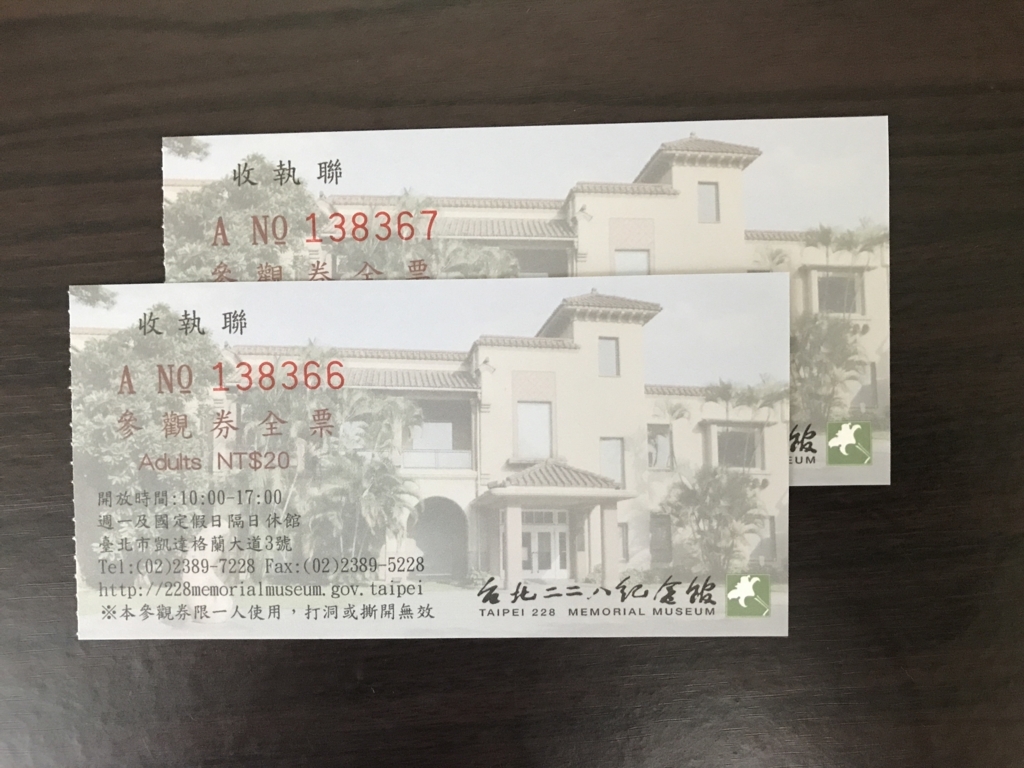 收執聯
A NO 138367
參觀券全票
館
EUM
收執聯
A NO 138366
參觀券全票
Adults NT$20
開放時間:10:00-17:00
週一及國定假日隔日休館
臺北市凱達格蘭大道3號
Tel:(02)2389-7228 Fax:(02)2389-5228
http://228memorialmuseum.gov.taipei
※本參觀券限一人使用，打洞或撕開無效
台北二二八紀念館
TAIPEI 228 MEMORIAL MUSEUM